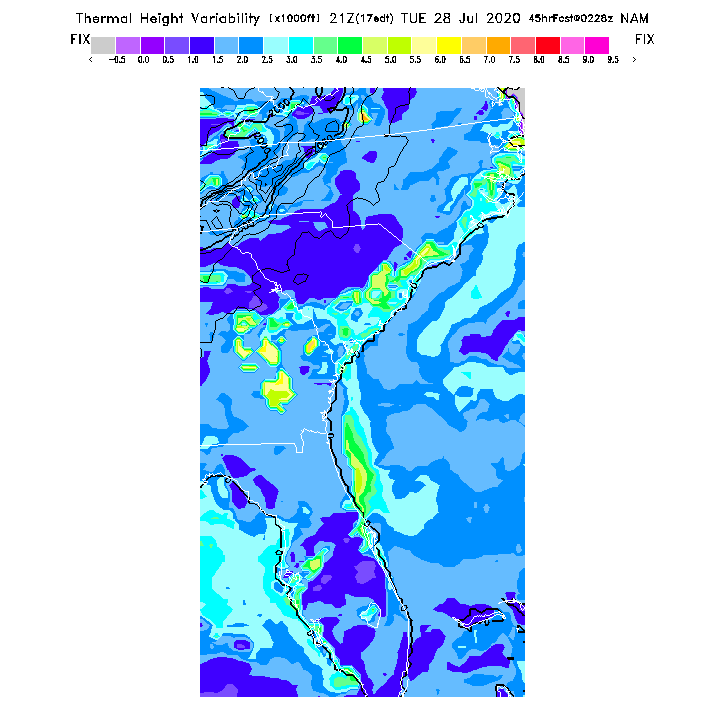 Thermal Height Variability [x1000ft] 21Z(17edt) TUE 28 Jul 2020 45hrFcst@0228z NAM
FIX FIX
< -0.5 0.0 0.5 1.0 1.5 2.0 2.5 3.0 3.5 4.0 4.5 5.0 5.5 6.0 6.5 7.0 7.5 8.0 8.5 9.0 9.5 >